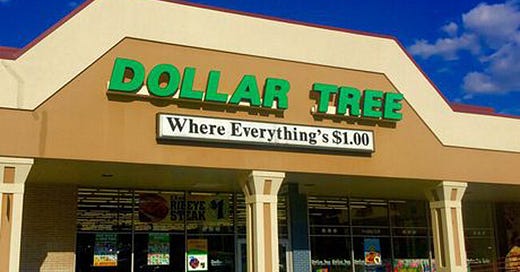 DOLLAR TREE
Where Everything's $1.00
RIBEYE
STEAK $1